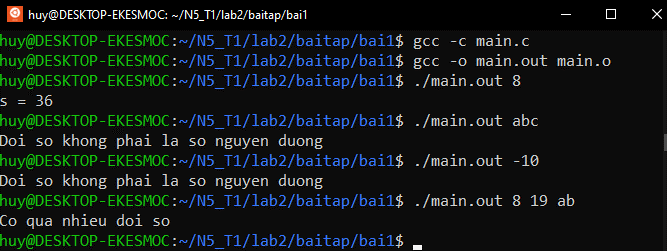 huy@DESKTOP-EKESMOC: ~/N5_T1/lab2/baitap/bai1
huy@DESKTOP-EKESMOC:~/N5_T1/lab2/baitap/bai1$ gcc -c main.c
huy@DESKTOP-EKESMOC:~/N5_T1/lab2/baitap/bai1$ gcc -o main.out main.o
huy@DESKTOP-EKESMOC:~/N5_T1/lab2/baitap/bai1$ ./main.out 8
s = 36
huy@DESKTOP-EKESMOC:~/N5_T1/lab2/baitap/bai1$ ./main.out abc
Doi so khong phai la so nguyen duong
huy@DESKTOP-EKESMOC:~/N5_T1/lab2/baitap/bai1$ ./main.out -10
Doi so khong phai la so nguyen duong
huy@DESKTOP-EKESMOC:~/N5_T1/lab2/baitap/bai1$ ./main.out 8 19 ab
Co qua nhieu doi so
huy@DESKTOP-EKESMOC:~/N5_T1/lab2/baitap/bai1$